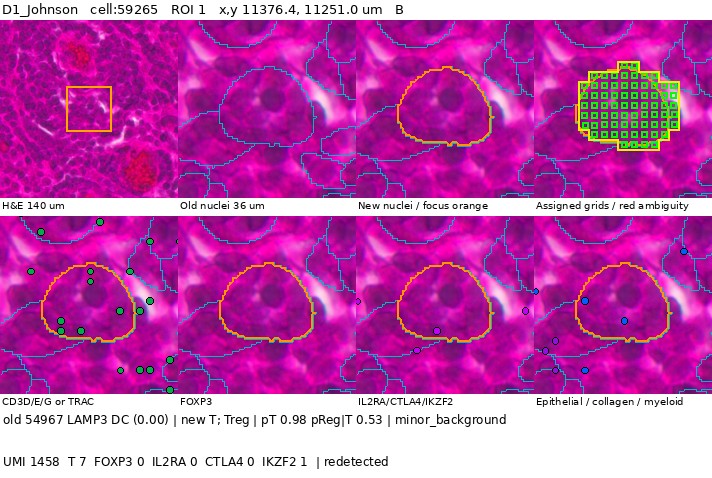 D1_Johnson cell:59265 ROI 1 x,y 11376.4, 11251.0 um B
H&E 140 um
Old nuclei 36 um
New nuclei / focus orange
Assigned grids / red ambiguity
CD3D/E/G or TRAC
FOXP3
IL2RA/CTLA4/IKZF2
Epithelial / collagen / myeloid
old 54967 LAMP3 DC (0.00) | new T; Treg | pT 0.98 pReg|T 0.53 | minor_background
UMI 1458 T 7 FOXP3 0 IL2RA 0 CTLA4 0 IKZF2 1 | redetected